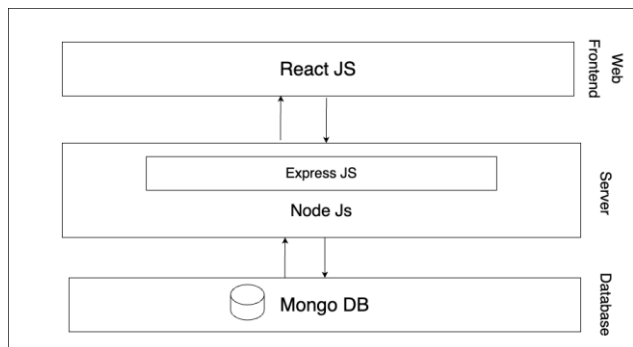 React JS
Web
Frontend
Express JS
Node Js
Server
Mongo DB
Database